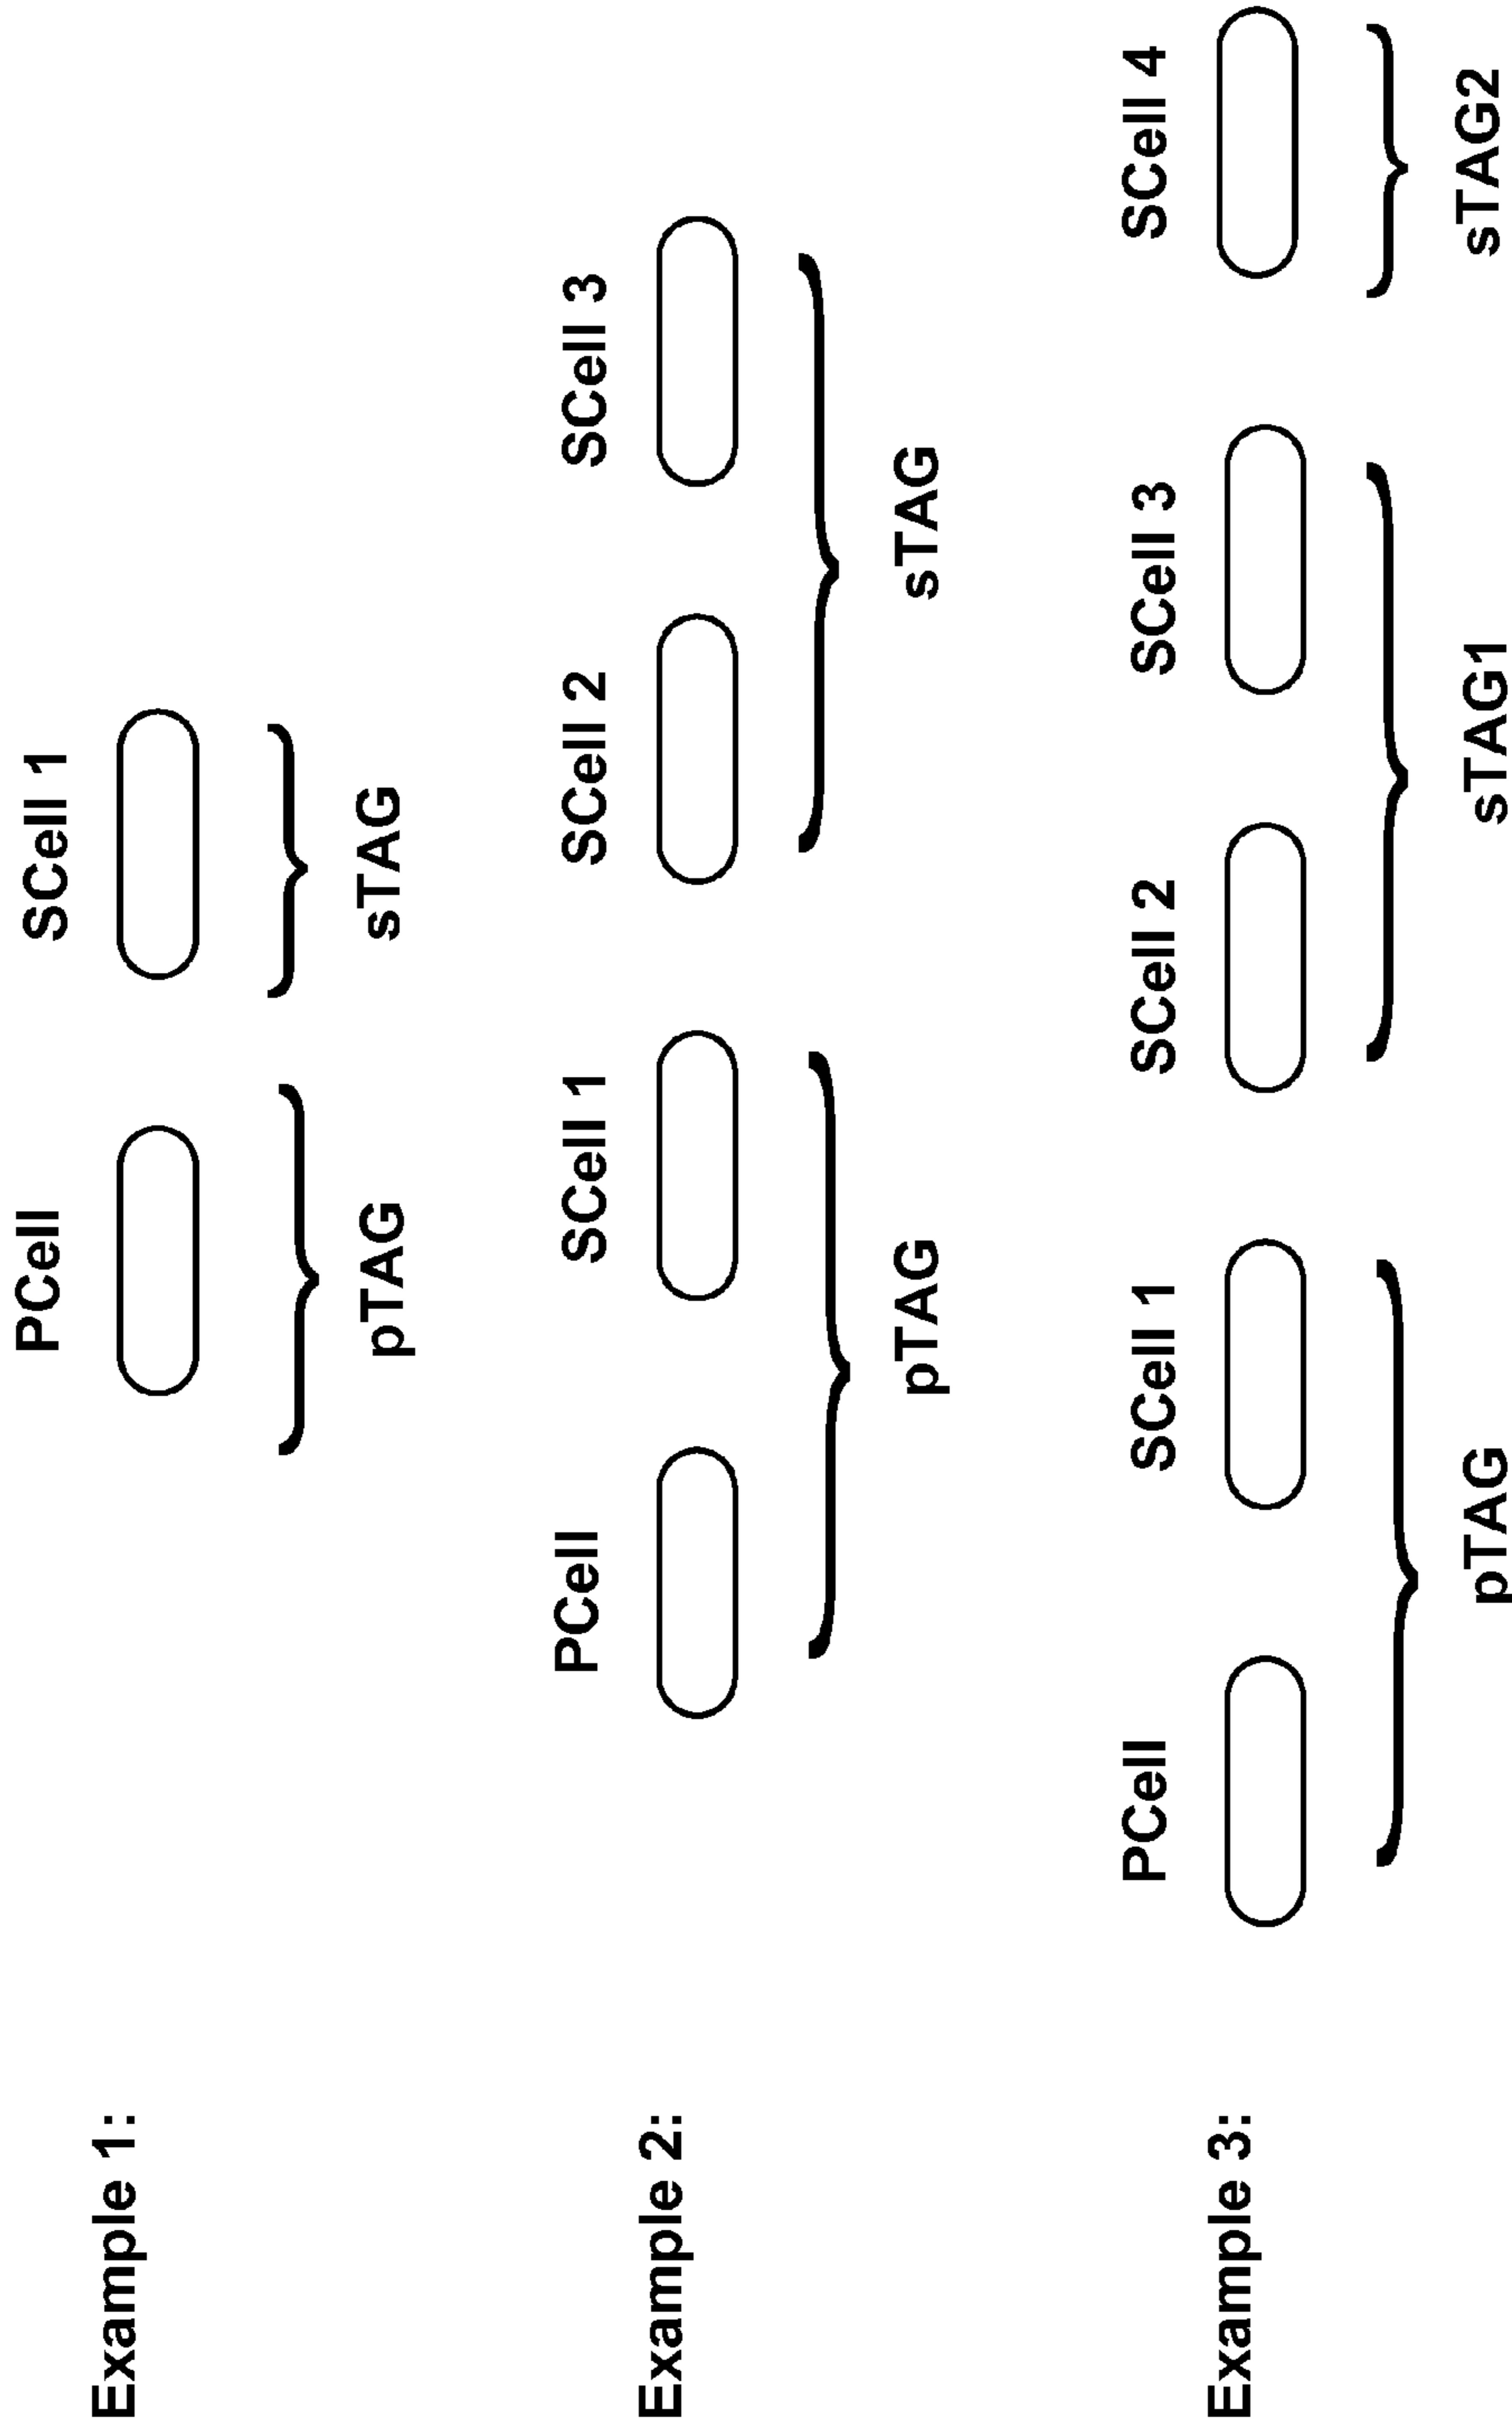 PCell SCell 1
Example 1:
pTAG sTAG
PCell SCell 1 SCell 2 SCell 3
Example 2:
pTAG sTAG
PCell SCell 1 SCell 2 SCell 3 SCell 4
Example 3:
pTAG sTAG1 sTAG2